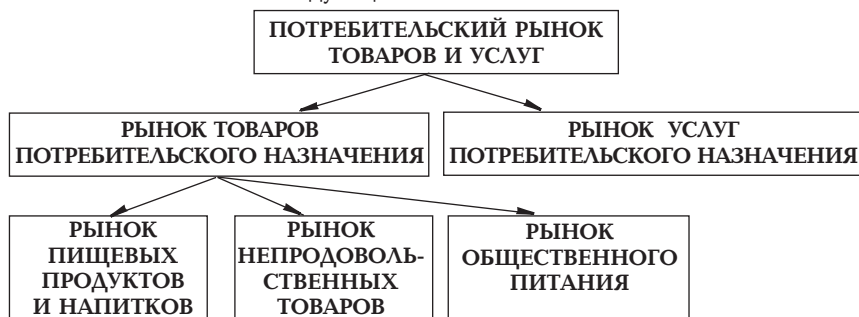 ПОТРЕБИТЕЛЬСКИЙ РЫНОК
ТОВАРОВ И УСЛУГ
РЫНОК ТОВАРОВ
ПОТРЕБИТЕЛЬСКОГО НАЗНАЧЕНИЯ
РЫНОК УСЛУГ
ПОТРЕБИТЕЛЬСКОГО НАЗНАЧЕНИЯ
РЫНОК
ПИЩЕВЫХ
ПРОДУКТОВ
И НАПИТКОВ
РЫНОК
НЕПРОДОВОЛЬ-
СТВЕННЫХ
ТОВАРОВ
РЫНОК
ОБЩЕСТВЕННОГО
ПИТАНИЯ